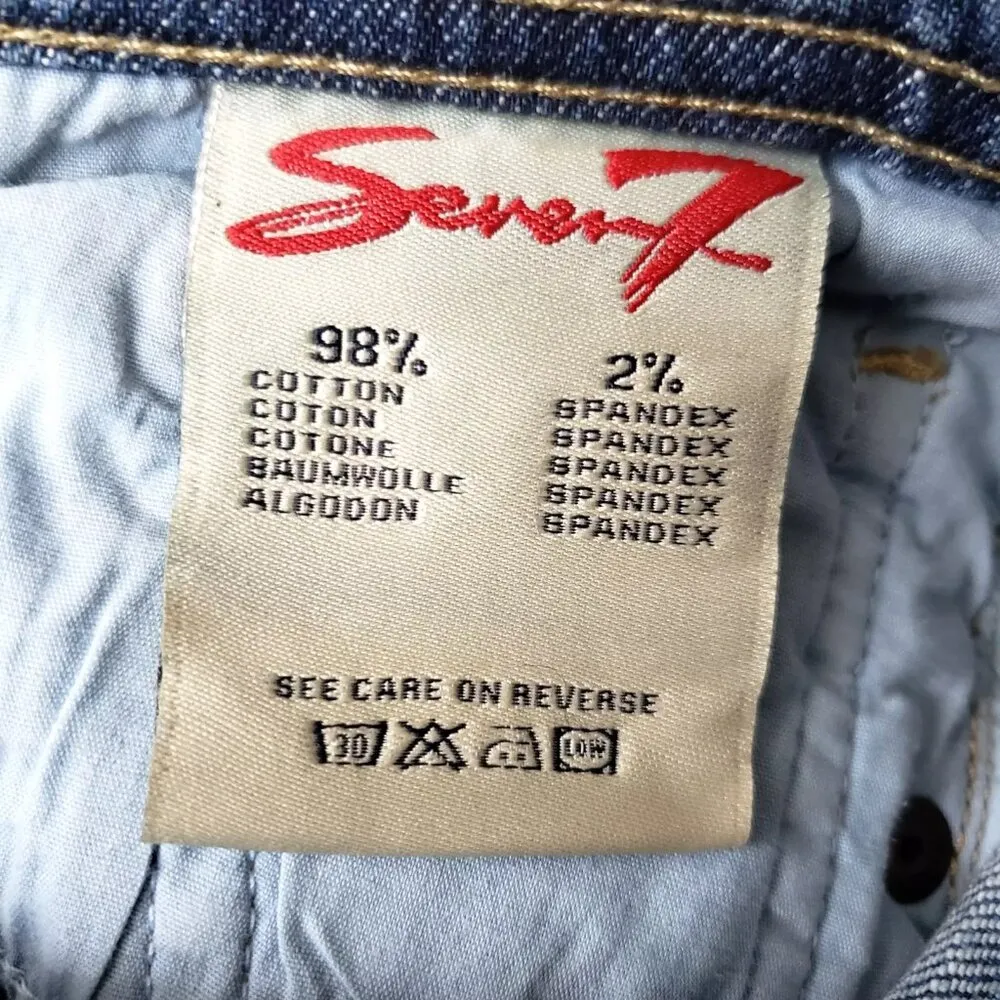 Seven7
98%
COTTON
COTON
COTONE
BAUMWOLLE
ALGODON
2%
SPANDEX
SPANDEX
SPANDEX
SPANDEX
SPANDEX
SEE CARE ON REVERSE
30 LOW